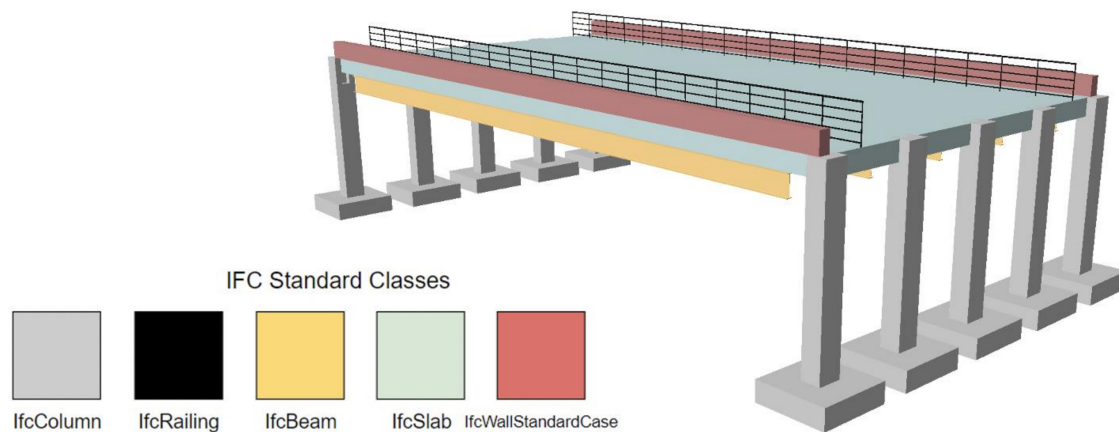 IFC Standard Classes
IfcColumn
IfcRailing
IfcBeam
IfcSlab
IfcWallStandardCase